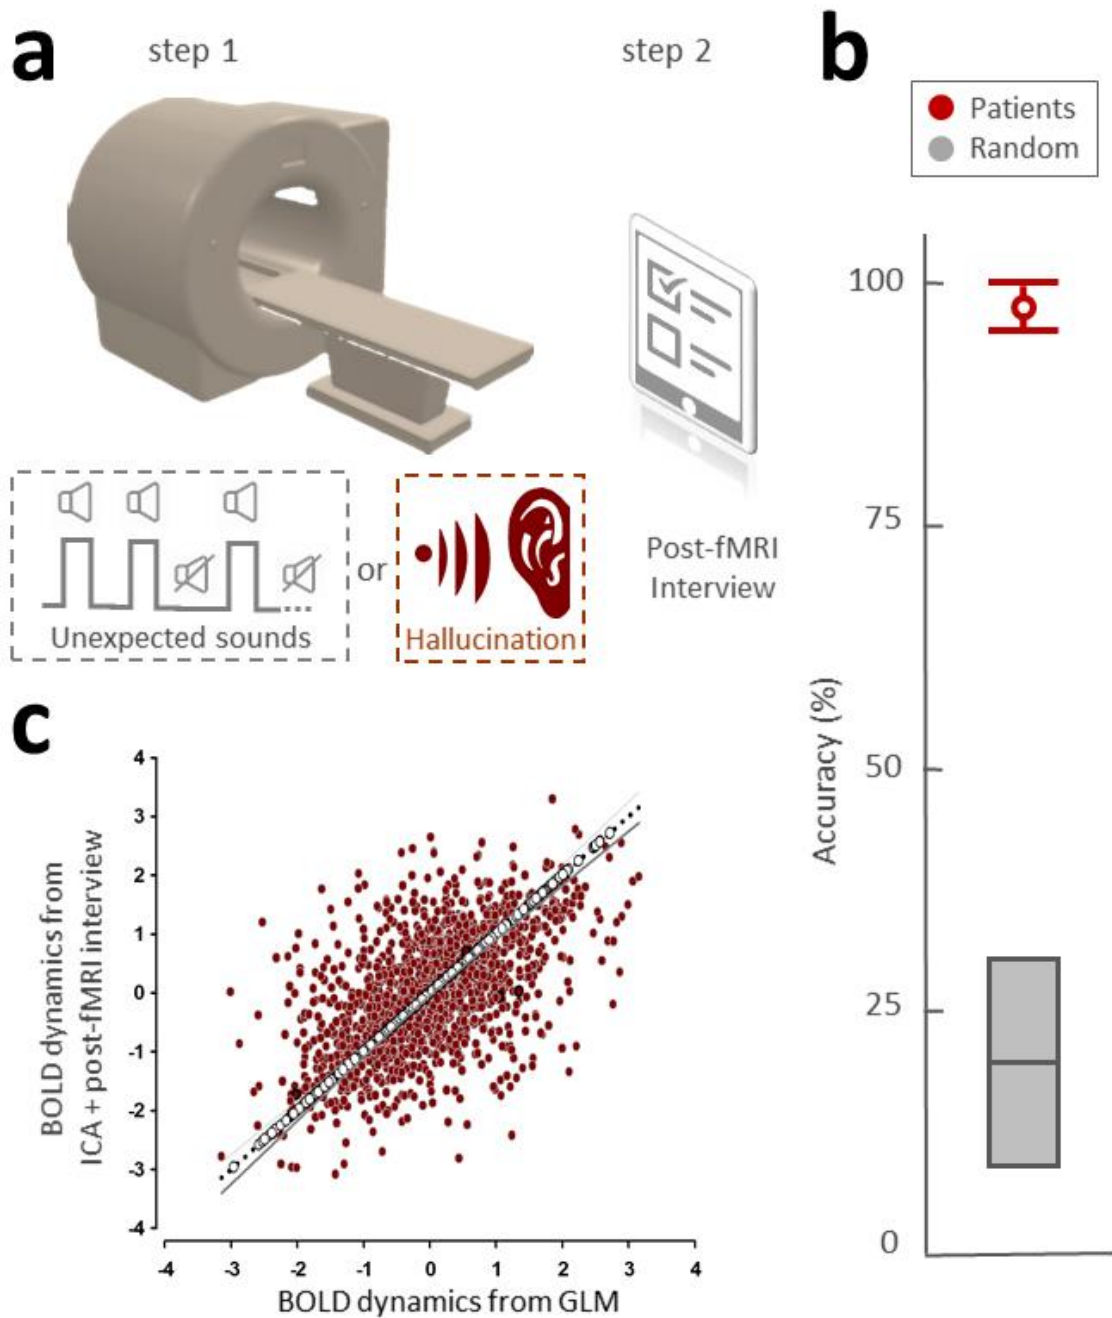 a
step 1
step 2
Unexpected sounds
or
Hallucination
Post-fMRI
Interview
b
Patients
Random
Accuracy (%)
100
75
50
25
0
c
BOLD dynamics from
ICA + post-fMRI interview
4
3
2
1
0
-1
-2
-3
-4
-4
-3
-2
-1
0
1
2
3
4
BOLD dynamics from GLM